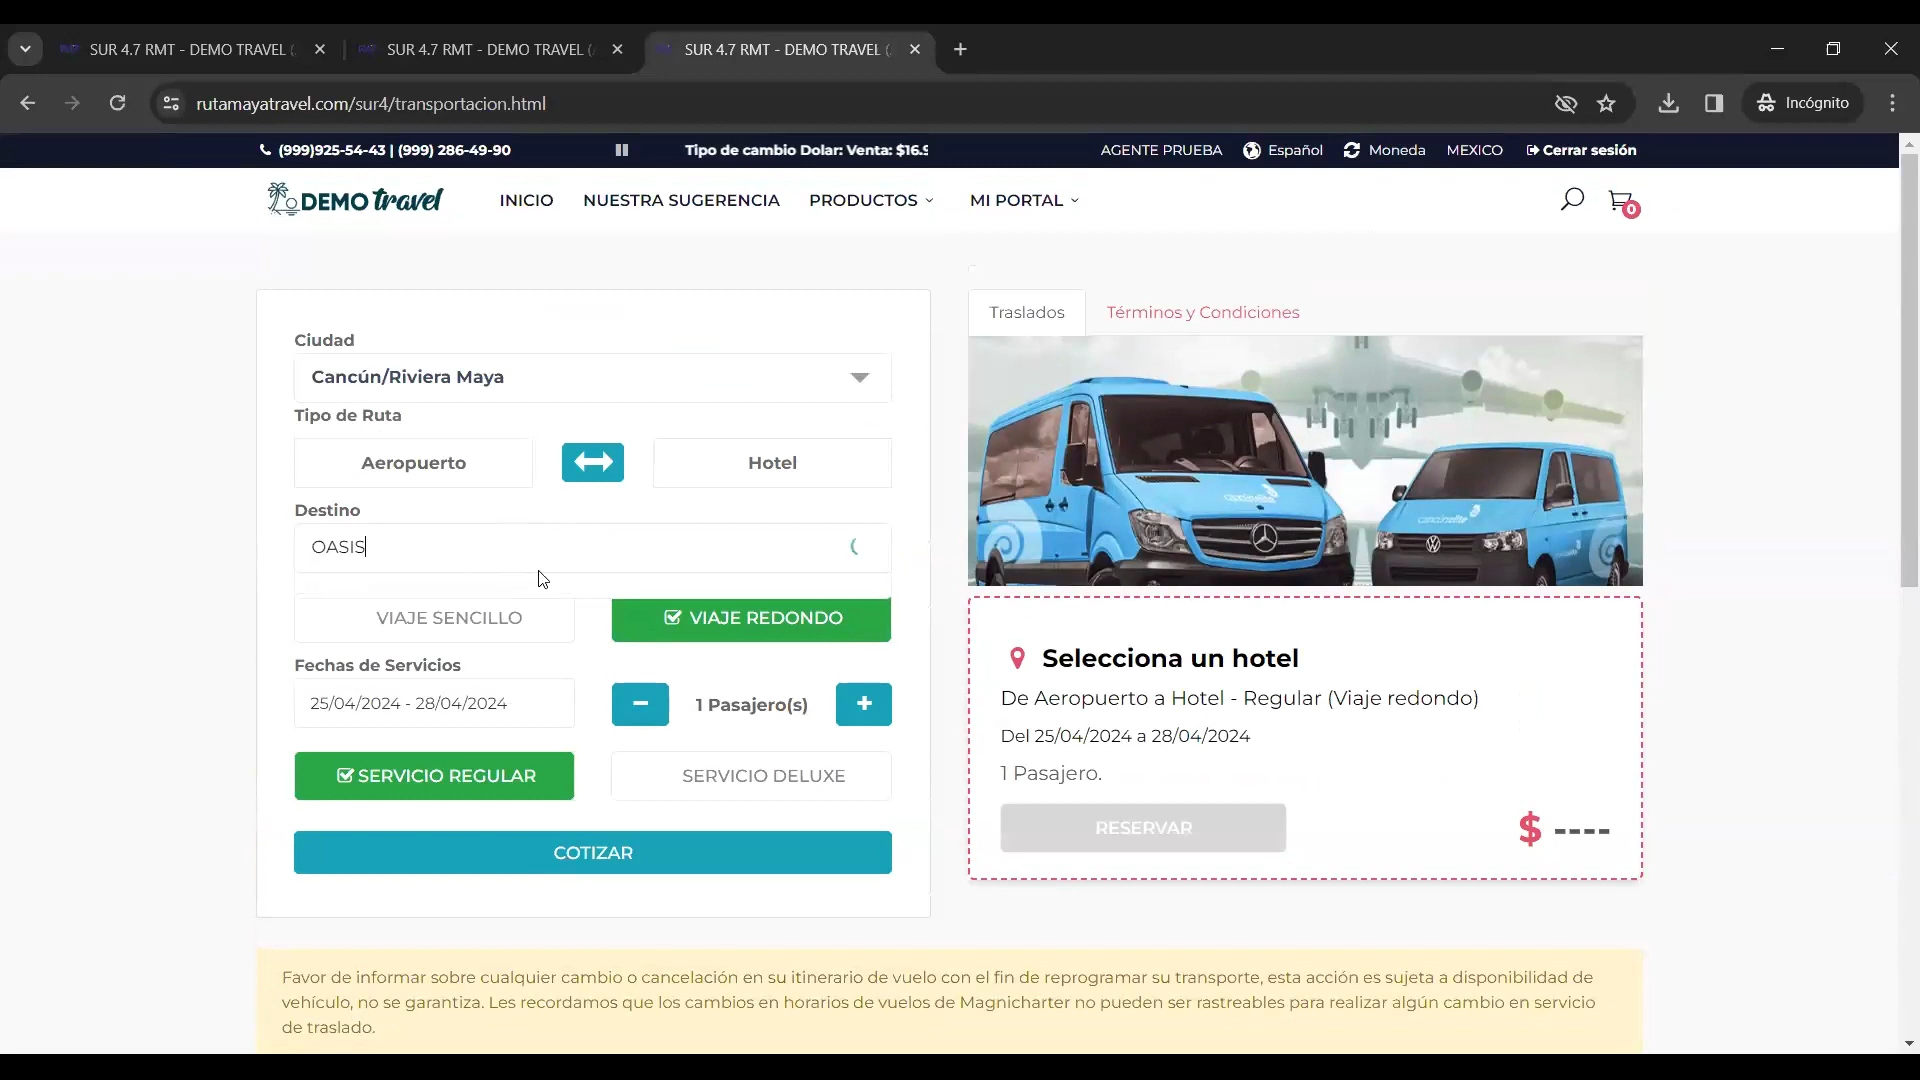 SUR 4.7 RMT - DEMO TRAVEL (
SUR 4.7 RMT - DEMO TRAVEL (
SUR 4.7 RMT - DEMO TRAVEL (
rutamayatravel.com/sur4/transportacion.html
Incógnito
(999)925-54-43 | (999) 286-49-90
Tipo de cambio Dolar: Venta: $16.9
AGENTE PRUEBA
Español
Moneda
MEXICO
Cerrar sesión
DEMO travel
INICIO
NUESTRA SUGERENCIA
PRODUCTOS
MI PORTAL
0
Ciudad
Cancún/Riviera Maya
Tipo de Ruta
Aeropuerto
Hotel
Destino
OASIS
VIAJE SENCILLO
VIAJE REDONDO
Fechas de Servicios
25/04/2024 - 28/04/2024
1 Pasajero(s)
SERVICIO REGULAR
SERVICIO DELUXE
COTIZAR
Traslados
Términos y Condiciones
Selecciona un hotel
De Aeropuerto a Hotel - Regular (Viaje redondo)
Del 25/04/2024 a 28/04/2024
1 Pasajero.
RESERVAR
$ ----
Favor de informar sobre cualquier cambio o cancelación en su itinerario de vuelo con el fin de reprogramar su transporte, esta acción es sujeta a disponibilidad de
vehículo, no se garantiza. Les recordamos que los cambios en horarios de vuelos de Magnicharter no pueden ser rastreables para realizar algún cambio en servicio
de traslado.